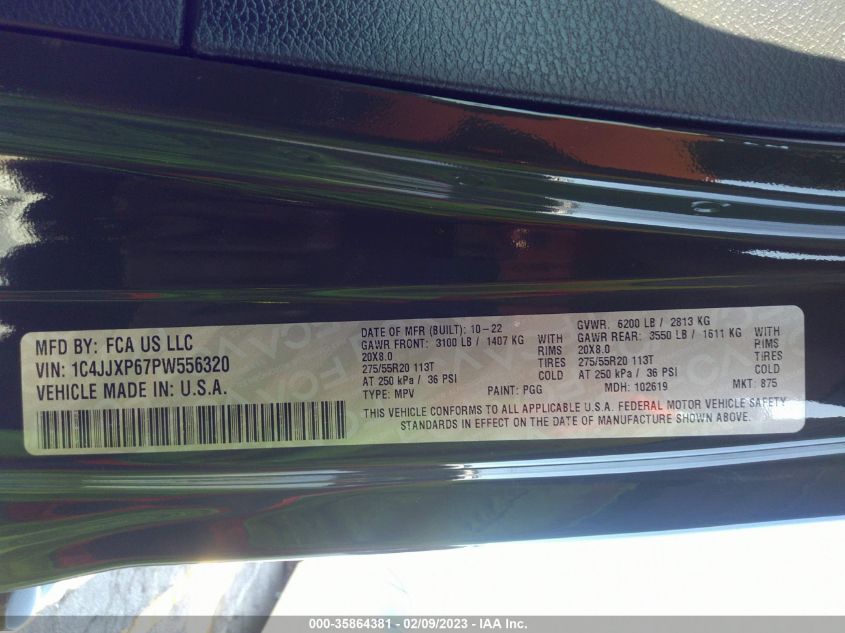 MFD BY: FCA US LLC
VIN: 1C4JJXP67PW556320
VEHICLE MADE IN: U.S.A.
DATE OF MFR (BUILT): 10-22
GAWR FRONT: 3100 LB / 1407 KG WITH
20X8.0 RIMS
275/55R20 113T TIRES
AT 250 kPa / 36 PSI COLD
TYPE: MPV PAINT: PGG
GVWR. 6200 LB / 2813 KG
GAWR REAR: 3550 LB / 1611 KG WITH
20X8.0 RIMS
275/55R20 113T TIRES
AT 250 kPa / 36 PSI COLD
MDH: 102619 MKT: 875
THIS VEHICLE CONFORMS TO ALL APPLICABLE U.S.A. FEDERAL MOTOR VEHICLE SAFETY
STANDARDS IN EFFECT ON THE DATE OF MANUFACTURE SHOWN ABOVE.
000-35864381 - 02/09/2023 - IAA Inc.